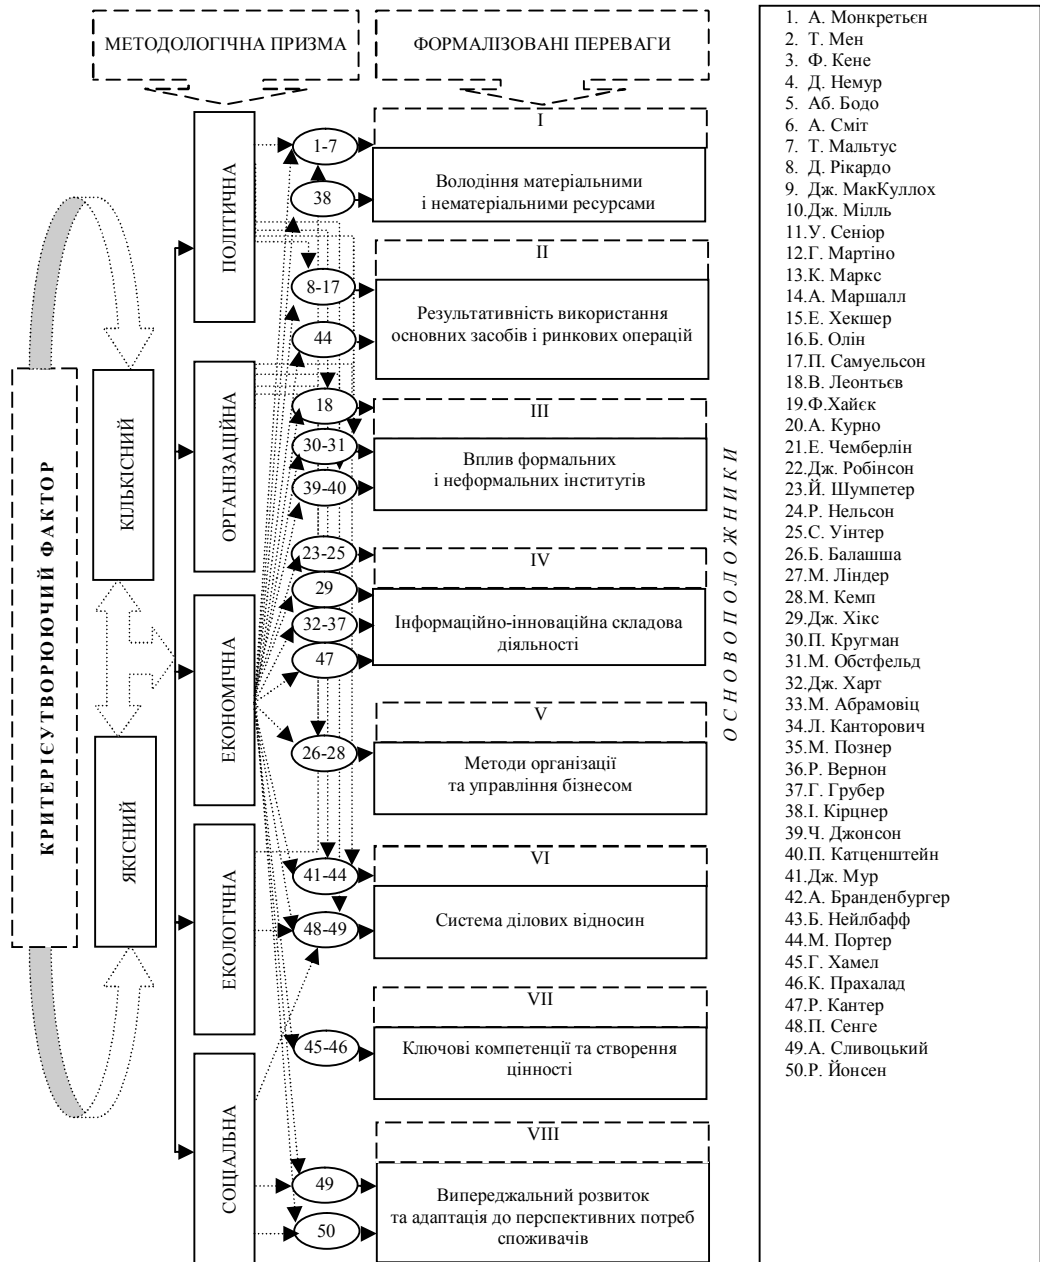 МЕТОДОЛОГІЧНА ПРИЗМА
ФОРМАЛІЗОВАНІ ПЕРЕВАГИ
КРИТЕРІЄУТВОРЮЮЧИЙ ФАКТОР
КІЛЬКІСНИЙ
ЯКІСНИЙ
ПОЛІТИЧНА
ОРГАНІЗАЦІЙНА
ЕКОНОМІЧНА
ЕКОЛОГІЧНА
СОЦІАЛЬНА
1-7
38
I
Володіння матеріальними
і нематеріальними ресурсами
8-17
44
II
Результативність використання
основних засобів і ринкових операцій
18
30-31
39-40
III
Вплив формальних
і неформальних інститутів
23-25
29
32-37
47
IV
Інформаційно-інноваційна складова
діяльності
26-28
V
Методи організації
та управління бізнесом
41-44
48-49
VI
Система ділових відносин
45-46
VII
Ключові компетенції та створення
цінності
49
50
VIII
Випереджальний розвиток
та адаптація до перспективних потреб
споживачів
ОСНОВОПОЛОЖНИКИ
1. А. Монкретьєн
2. Т. Мен
3. Ф. Кене
4. Д. Немур
5. Аб. Бодо
6. А. Сміт
7. Т. Мальтус
8. Д. Рікардо
9. Дж. МакКуллох
10. Дж. Мілль
11.У. Сеніор
12.Г. Мартіно
13.К. Маркс
14.А. Маршалл
15.Е. Хекшер
16.Б. Олін
17.П. Самуельсон
18.В. Леонтьєв
19.Ф.Хайєк
20.А. Курно
21.Е. Чемберлін
22.Дж. Робінсон
23.Й. Шумпетер
24.Р. Нельсон
25.С. Уінтер
26.Б. Балашша
27.М. Ліндер
28.М. Кемп
29.Дж. Хікс
30.П. Кругман
31.М. Обстфельд
32.Дж. Харт
33.М. Абрамовіц
34.Л. Канторович
35.М. Познер
36.Р. Вернон
37.Г. Грубер
38.І. Кірцнер
39.Ч. Джонсон
40.П. Катценштейн
41.Дж. Мур
42.А. Бранденбургер
43.Б. Нейлбафф
44.М. Портер
45.Г. Хамел
46.К. Прахалад
47.Р. Кантер
48.П. Сенге
49.А. Сливоцький
50.Р. Йонсен